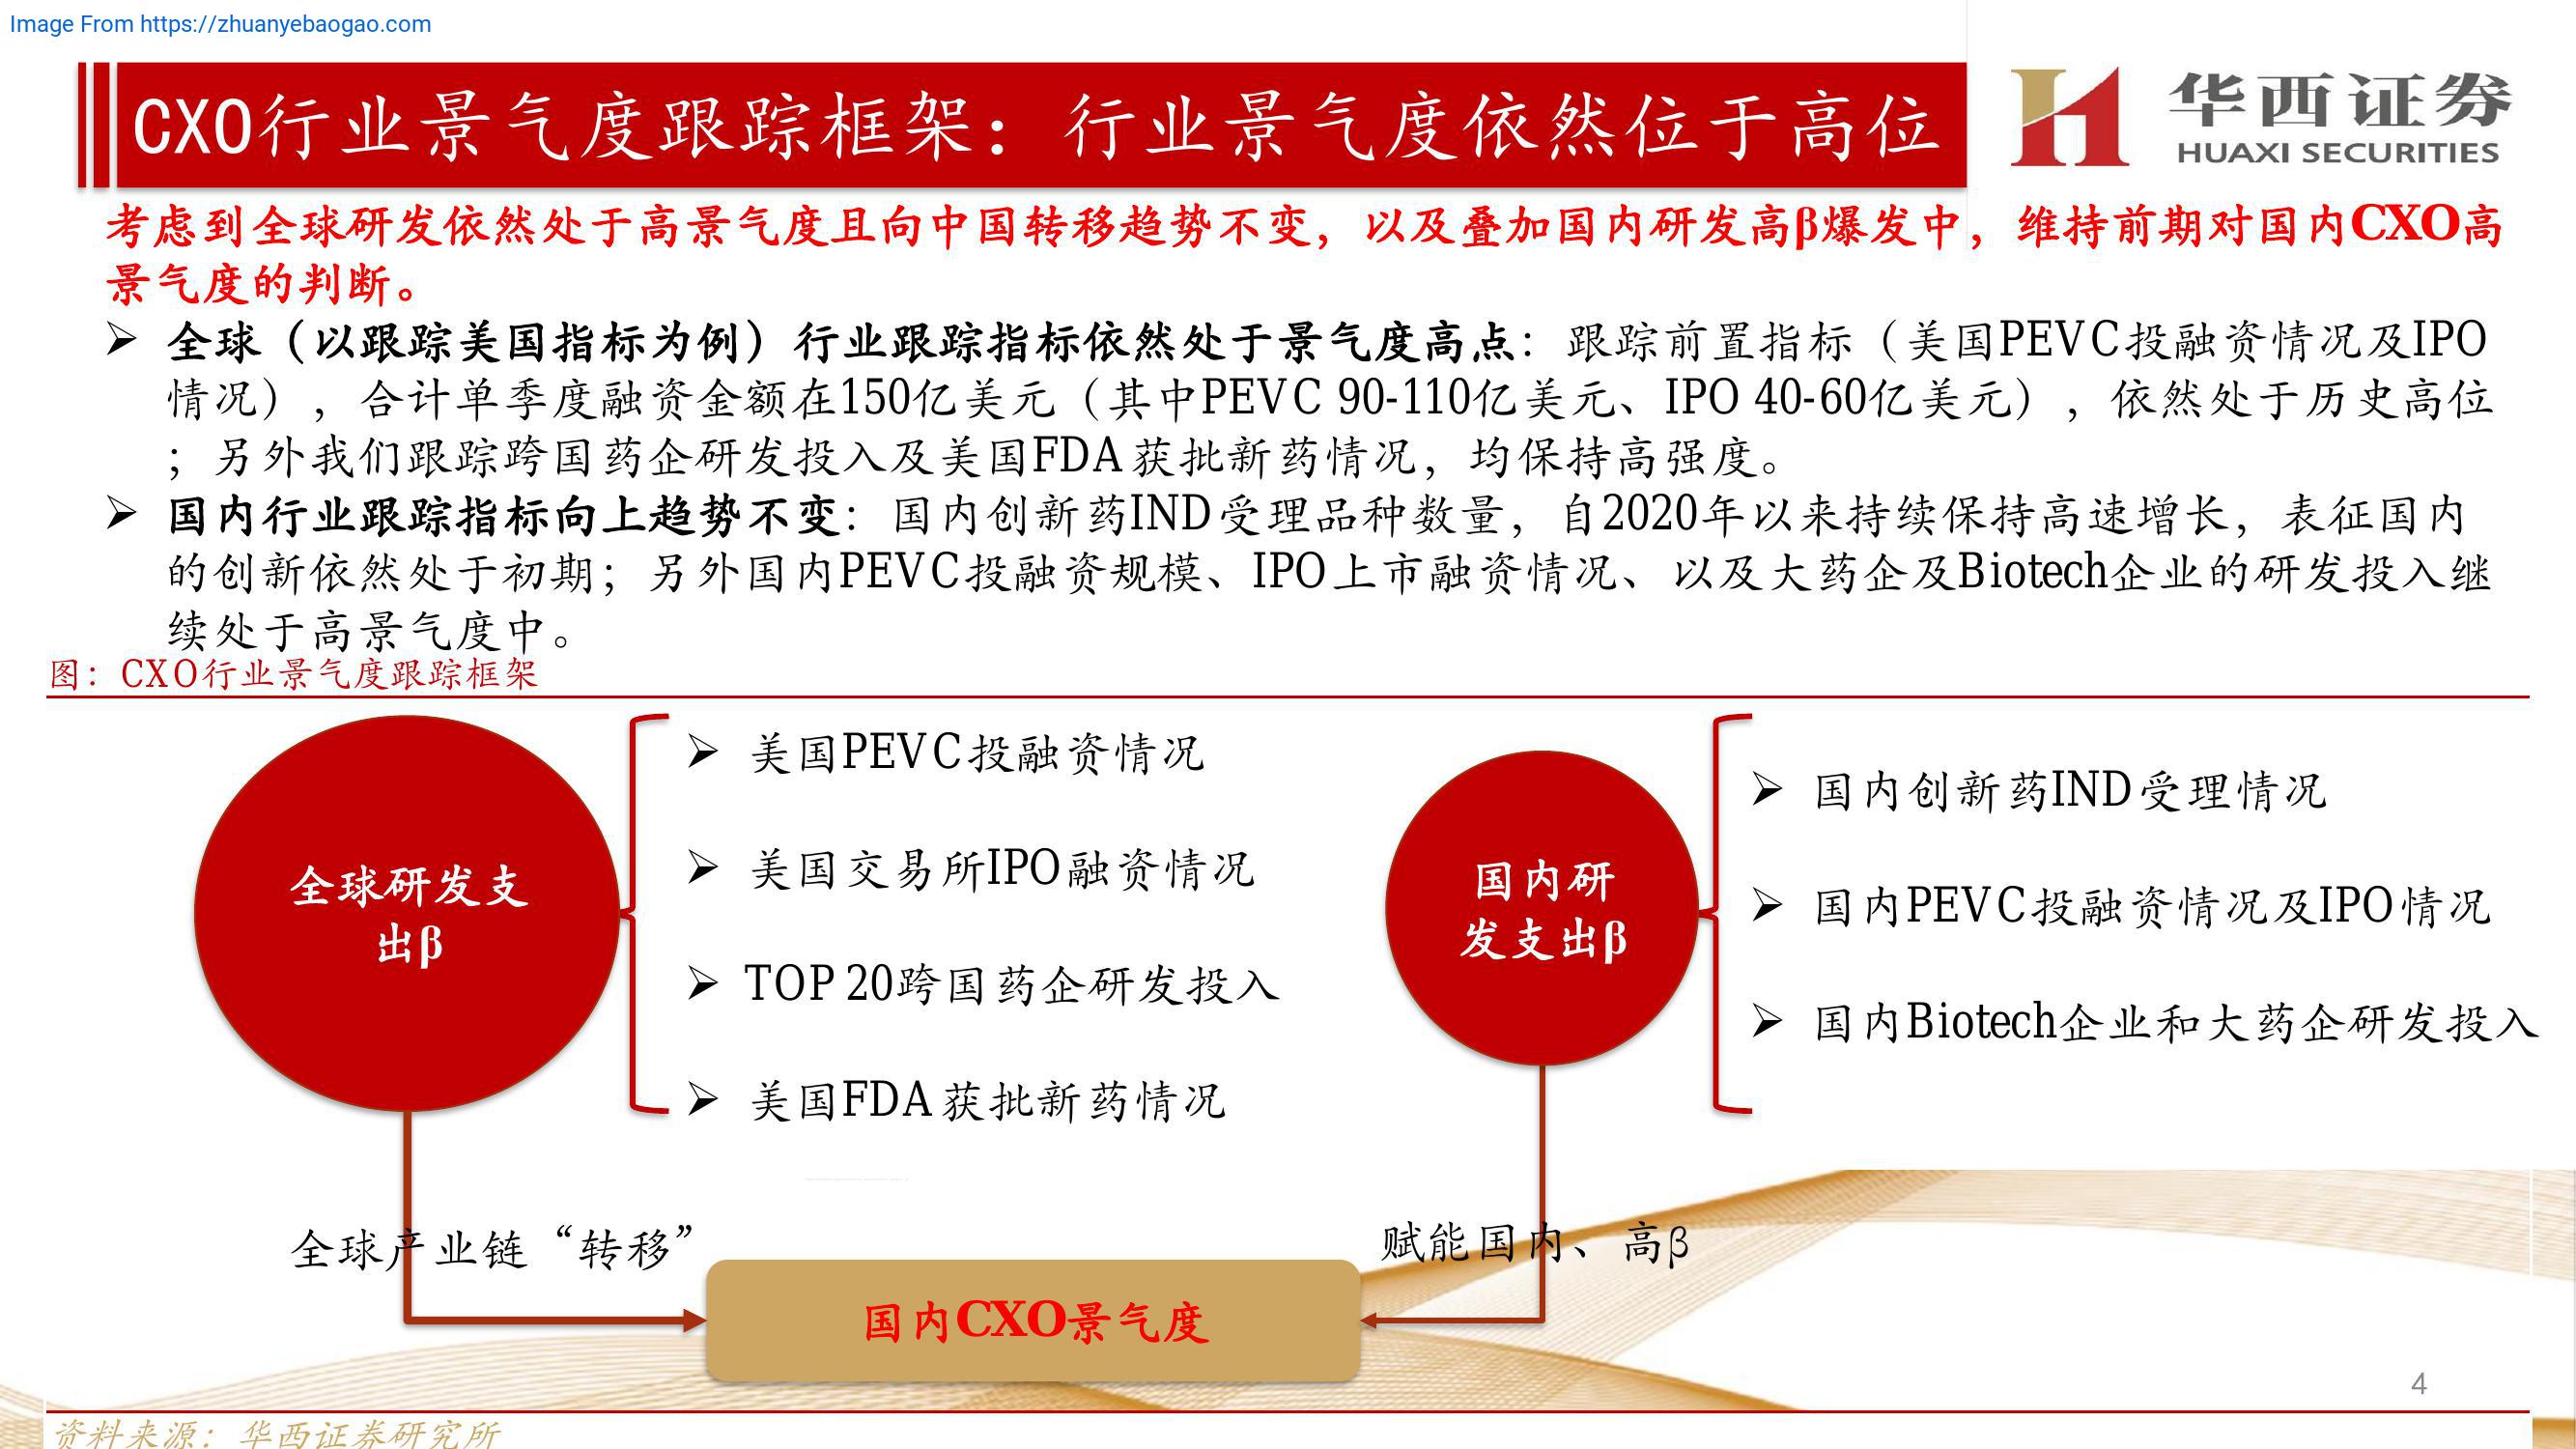 Image From https://zhuanyebaogao.com
CXO行业景气度跟踪框架：行业景气度依然位于高位
华西证券
HUAXI SECURITIES
考虑到全球研发依然处于高景气度且向中国转移趋势不变，以及叠加国内研发高β爆发中，维持前期对国内CXO高
景气度的判断。
➢ 全球（以跟踪美国指标为例）行业跟踪指标依然处于景气度高点：跟踪前置指标（美国PEVC投融资情况及IPO
情况），合计单季度融资金额在150亿美元（其中PEVC 90-110亿美元、IPO 40-60亿美元），依然处于历史高位
；另外我们跟踪跨国药企研发投入及美国FDA获批新药情况，均保持高强度。
➢ 国内行业跟踪指标向上趋势不变：国内创新药IND受理品种数量，自2020年以来持续保持高速增长，表征国内
的创新依然处于初期；另外国内PEVC投融资规模、IPO上市融资情况、以及大药企及Biotech企业的研发投入继
续处于高景气度中。
图：CXO行业景气度跟踪框架
全球研发支
出β
➢ 美国PEVC投融资情况
➢ 美国交易所IPO融资情况
➢ TOP 20跨国药企研发投入
➢ 美国FDA获批新药情况
国内研
发支出β
➢ 国内创新药IND受理情况
➢ 国内PEVC投融资情况及IPO情况
➢ 国内Biotech企业和大药企研发投入
全球产业链“转移”
赋能国内、高β
国内CXO景气度
4
资料来源：华西证券研究所